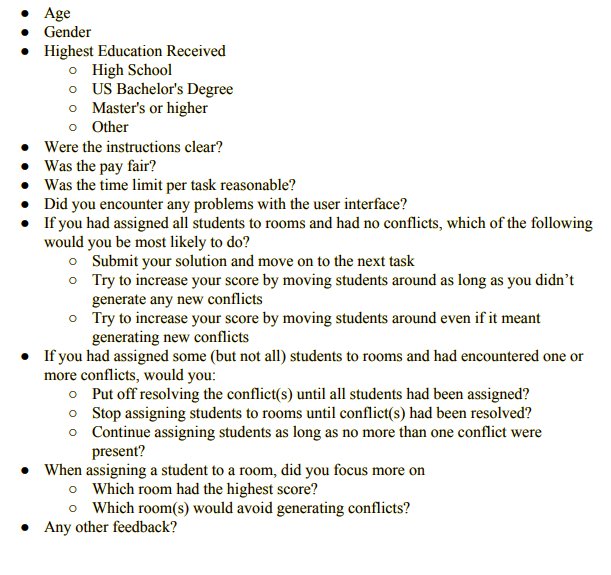 ● Age
● Gender
● Highest Education Received
○ High School
○ US Bachelor's Degree
○ Master's or higher
○ Other
● Were the instructions clear?
● Was the pay fair?
● Was the time limit per task reasonable?
● Did you encounter any problems with the user interface?
● If you had assigned all students to rooms and had no conflicts, which of the following
would you be most likely to do?
○ Submit your solution and move on to the next task
○ Try to increase your score by moving students around as long as you didn’t
generate any new conflicts
○ Try to increase your score by moving students around even if it meant
generating new conflicts
● If you had assigned some (but not all) students to rooms and had encountered one or
more conflicts, would you:
○ Put off resolving the conflict(s) until all students had been assigned?
○ Stop assigning students to rooms until conflict(s) had been resolved?
○ Continue assigning students as long as no more than one conflict were
present?
● When assigning a student to a room, did you focus more on
○ Which room had the highest score?
○ Which room(s) would avoid generating conflicts?
● Any other feedback?